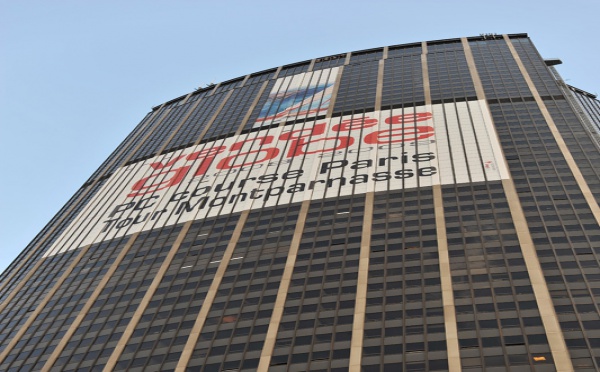 vendée
globe
PC course Paris
Tour Montparnasse